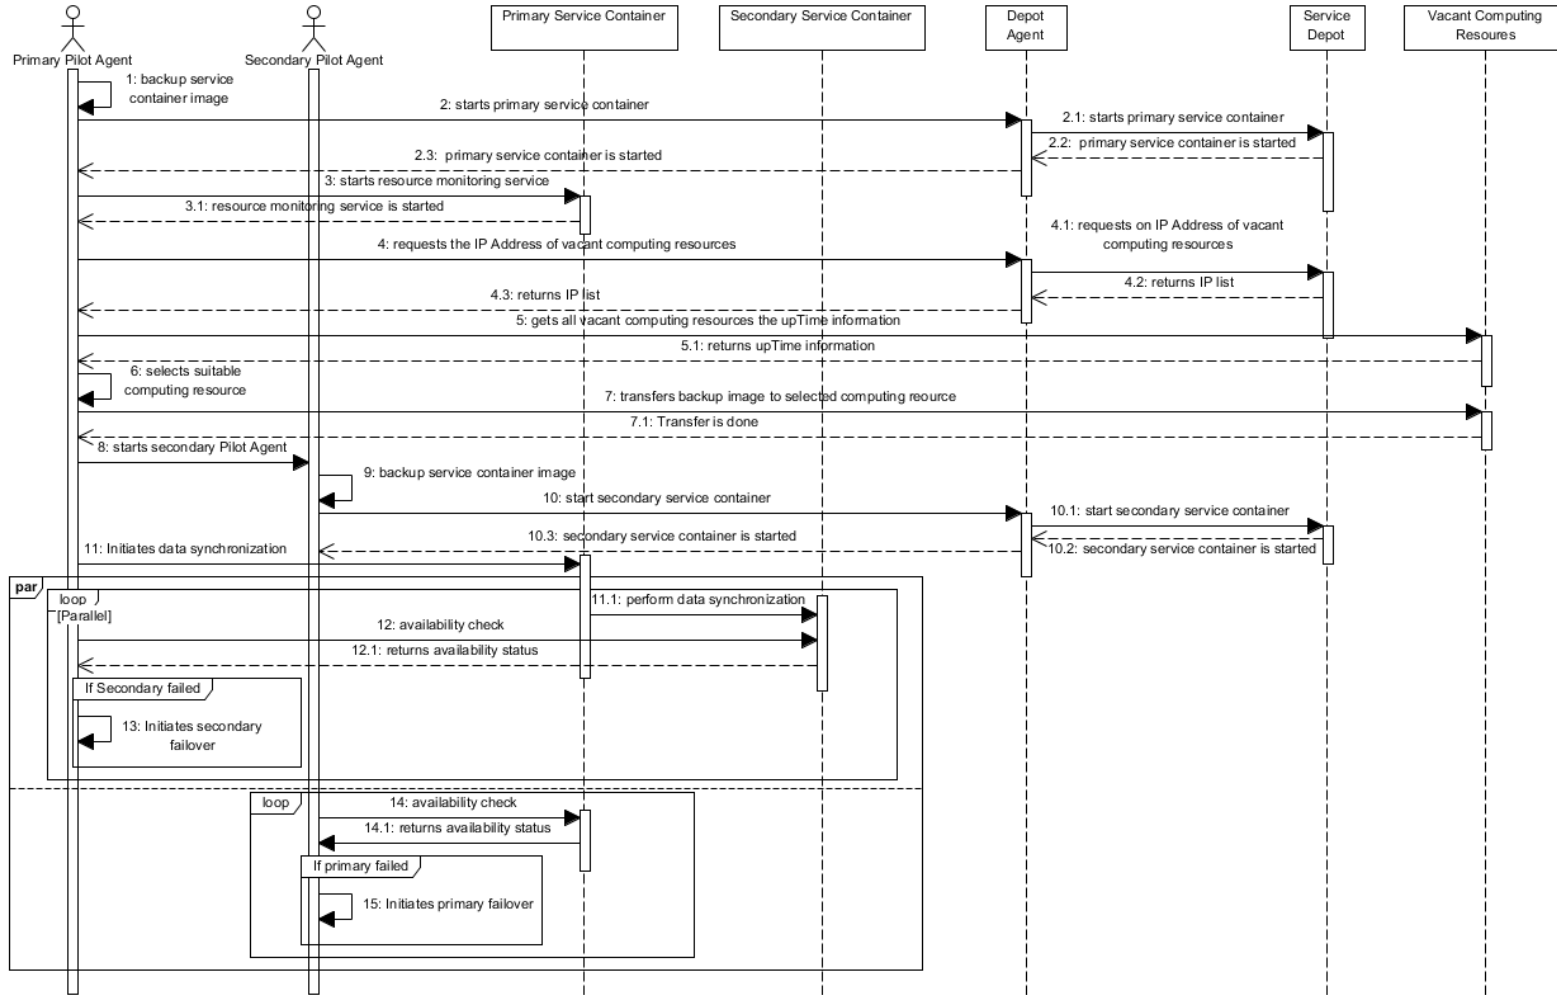 Primary Service Container
Secondary Service Container
Depot
Agent
Service
Depot
Vacant Computing
Resoures
Primary Pilot Agent
Secondary Pilot Agent
1: backup service
container image
2: starts primary service container
2.1: starts primary service container
2.2: primary service container is started
2.3: primary service container is started
3: starts resource monitoring service
3.1: resource monitoring service is started
4: requests the IP Address of vacant computing resources
4.1: requests on IP Address of vacant
computing resources
4.2: returns IP list
4.3: returns IP list
5: gets all vacant computing resources the upTime information
5.1: returns upTime information
6: selects suitable
computing resource
7: transfers backup image to selected computing reource
7.1: Transfer is done
8: starts secondary Pilot Agent
9: backup service container image
10: start secondary service container
10.1: start secondary service container
10.3: secondary service container is started
10.2: secondary service container is started
11: Initiates data synchronization
par
loop
[Parallel]
11.1: perform data synchronization
12: availability check
12.1: returns availability status
If Secondary failed
13: Initiates secondary
failover
loop
14: availability check
14.1: returns availability status
If primary failed
15: Initiates primary failover